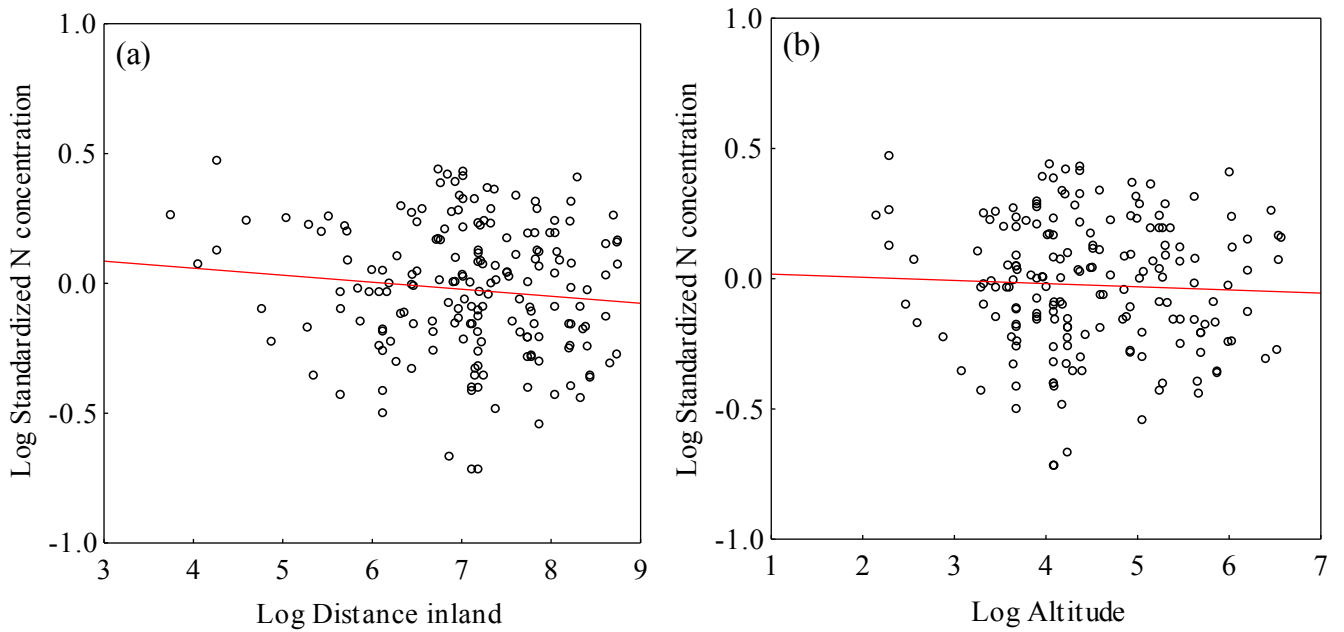 (a)
Log Standardized N concentration
1.0
0.5
0.0
-0.5
-1.0
3 4 5 6 7 8 9
Log Distance inland
(b)
Log Standardized N concentration
1.0
0.5
0.0
-0.5
-1.0
1 2 3 4 5 6 7
Log Altitude